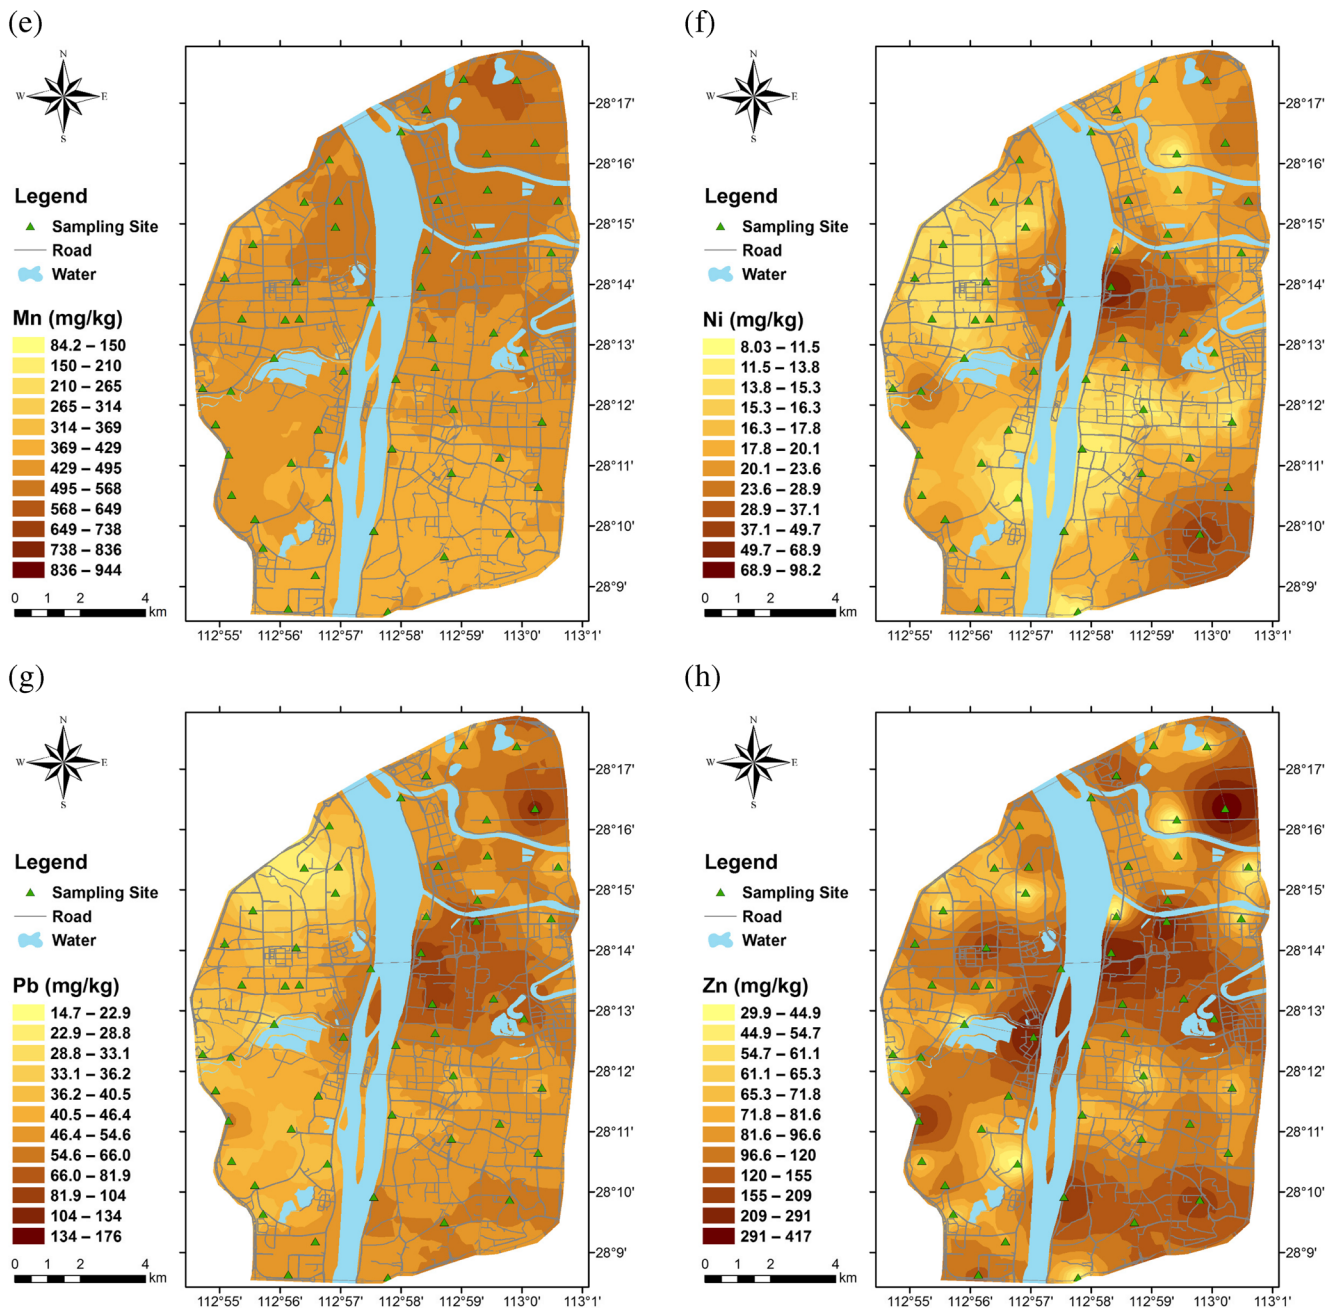 (e)
N
W E
S
Legend
Sampling Site
Road
Water
Mn (mg/kg)
84.2 – 150
150 – 210
210 – 265
265 – 314
314 – 369
369 – 429
429 – 495
495 – 568
568 – 649
649 – 738
738 – 836
836 – 944
0 1 2 4
km
28°17'
28°16'
28°15'
28°14'
28°13'
28°12'
28°11'
28°10'
28°9'
112°55' 112°56' 112°57' 112°58' 112°59' 113°0' 113°1'
(f)
N
W E
S
Legend
Sampling Site
Road
Water
Ni (mg/kg)
8.03 – 11.5
11.5 – 13.8
13.8 – 15.3
15.3 – 16.3
16.3 – 17.8
17.8 – 20.1
20.1 – 23.6
23.6 – 28.9
28.9 – 37.1
37.1 – 49.7
49.7 – 68.9
68.9 – 98.2
0 1 2 4
km
28°17'
28°16'
28°15'
28°14'
28°13'
28°12'
28°11'
28°10'
28°9'
112°55' 112°56' 112°57' 112°58' 112°59' 113°0' 113°1'
(g)
N
W E
S
Legend
Sampling Site
Road
Water
Pb (mg/kg)
14.7 – 22.9
22.9 – 28.8
28.8 – 33.1
33.1 – 36.2
36.2 – 40.5
40.5 – 46.4
46.4 – 54.6
54.6 – 66.0
66.0 – 81.9
81.9 – 104
104 – 134
134 – 176
0 1 2 4
km
28°17'
28°16'
28°15'
28°14'
28°13'
28°12'
28°11'
28°10'
28°9'
112°55' 112°56' 112°57' 112°58' 112°59' 113°0' 113°1'
(h)
N
W E
S
Legend
Sampling Site
Road
Water
Zn (mg/kg)
29.9 – 44.9
44.9 – 54.7
54.7 – 61.1
61.1 – 65.3
65.3 – 71.8
71.8 – 81.6
81.6 – 96.6
96.6 – 120
120 – 155
155 – 209
209 – 291
291 – 417
0 1 2 4
km
28°17'
28°16'
28°15'
28°14'
28°13'
28°12'
28°11'
28°10'
28°9'
112°55' 112°56' 112°57' 112°58' 112°59' 113°0' 113°1'